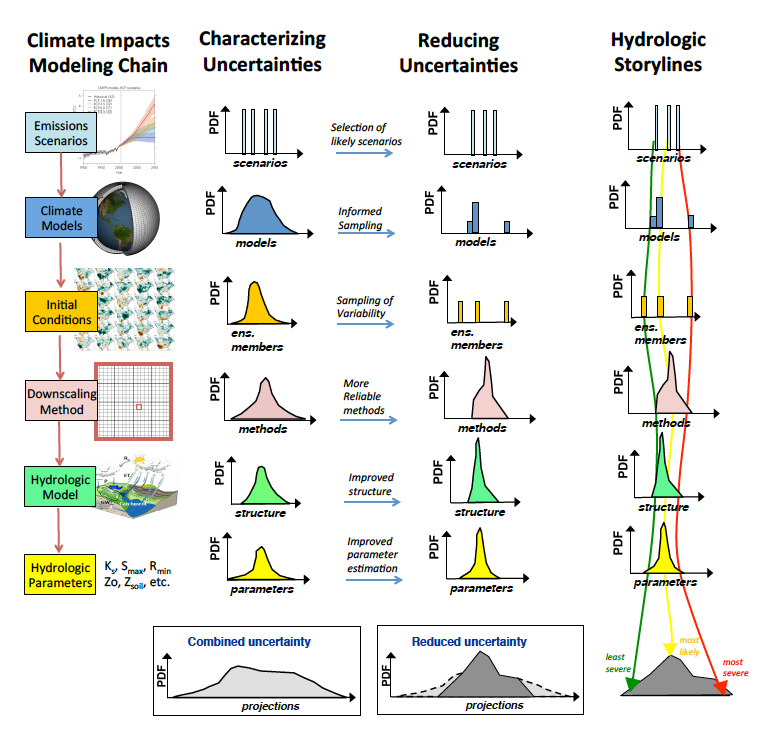 Climate Impacts
Modeling Chain
Characterizing
Uncertainties
Reducing
Uncertainties
Hydrologic
Storylines
Emissions
Scenarios
PDF
scenarios
Selection of
likely scenarios
PDF
scenarios
PDF
scenarios
Climate
Models
PDF
models
Informed
Sampling
PDF
models
PDF
models
Initial
Conditions
PDF
ens.
members
Sampling of
Variability
PDF
ens.
members
PDF
ens.
members
Downscaling
Method
PDF
methods
More
Reliable
methods
PDF
methods
PDF
methods
Hydrologic
Model
PDF
structure
Improved
structure
PDF
structure
PDF
structure
Hydrologic
Parameters
Ks, Smax, Rmin
Zo, Zsoil, etc.
PDF
parameters
Improved
parameter
estimation
PDF
parameters
PDF
parameters
Combined uncertainty
PDF
projections
Reduced uncertainty
PDF
projections
least
severe
most
likely
most
severe